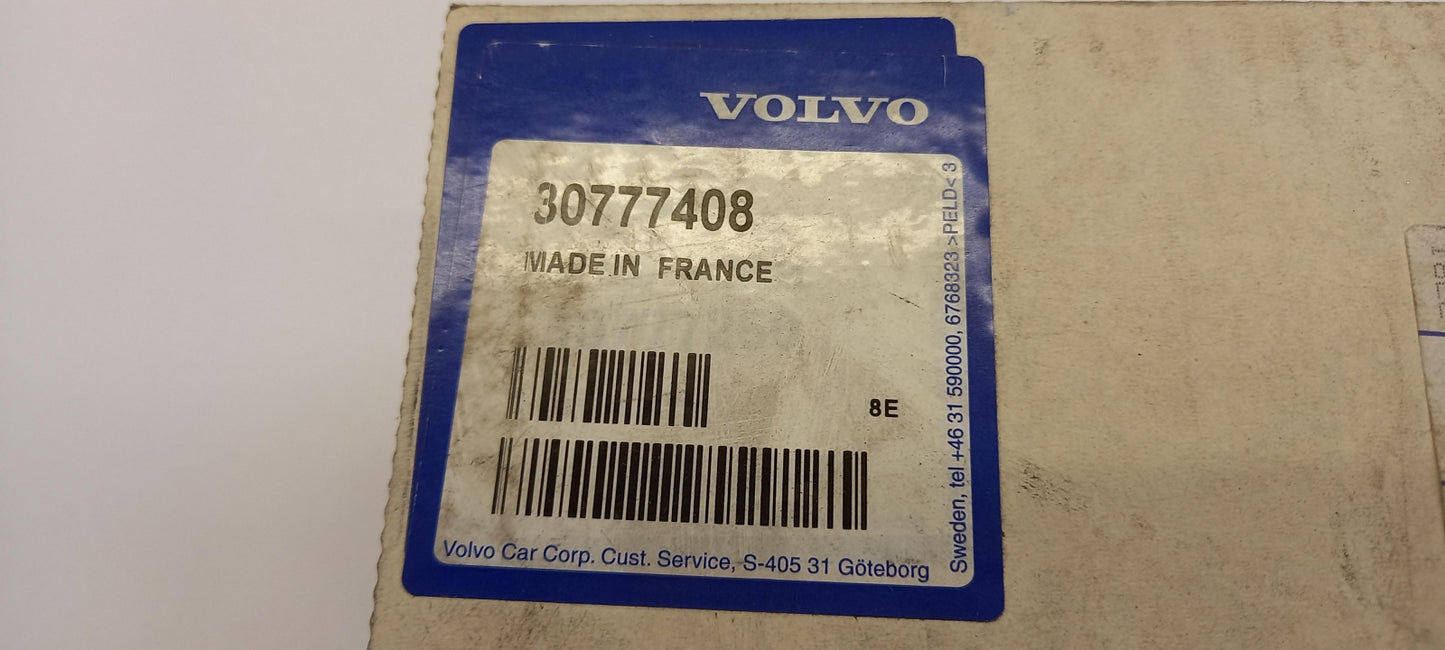 VOLVO
30777408
MADE IN FRANCE
8E
Volvo Car Corp. Cust. Service, S-405 31 Göteborg
Sweden, tel +46 31 590000, 6768323 >PELD< 3